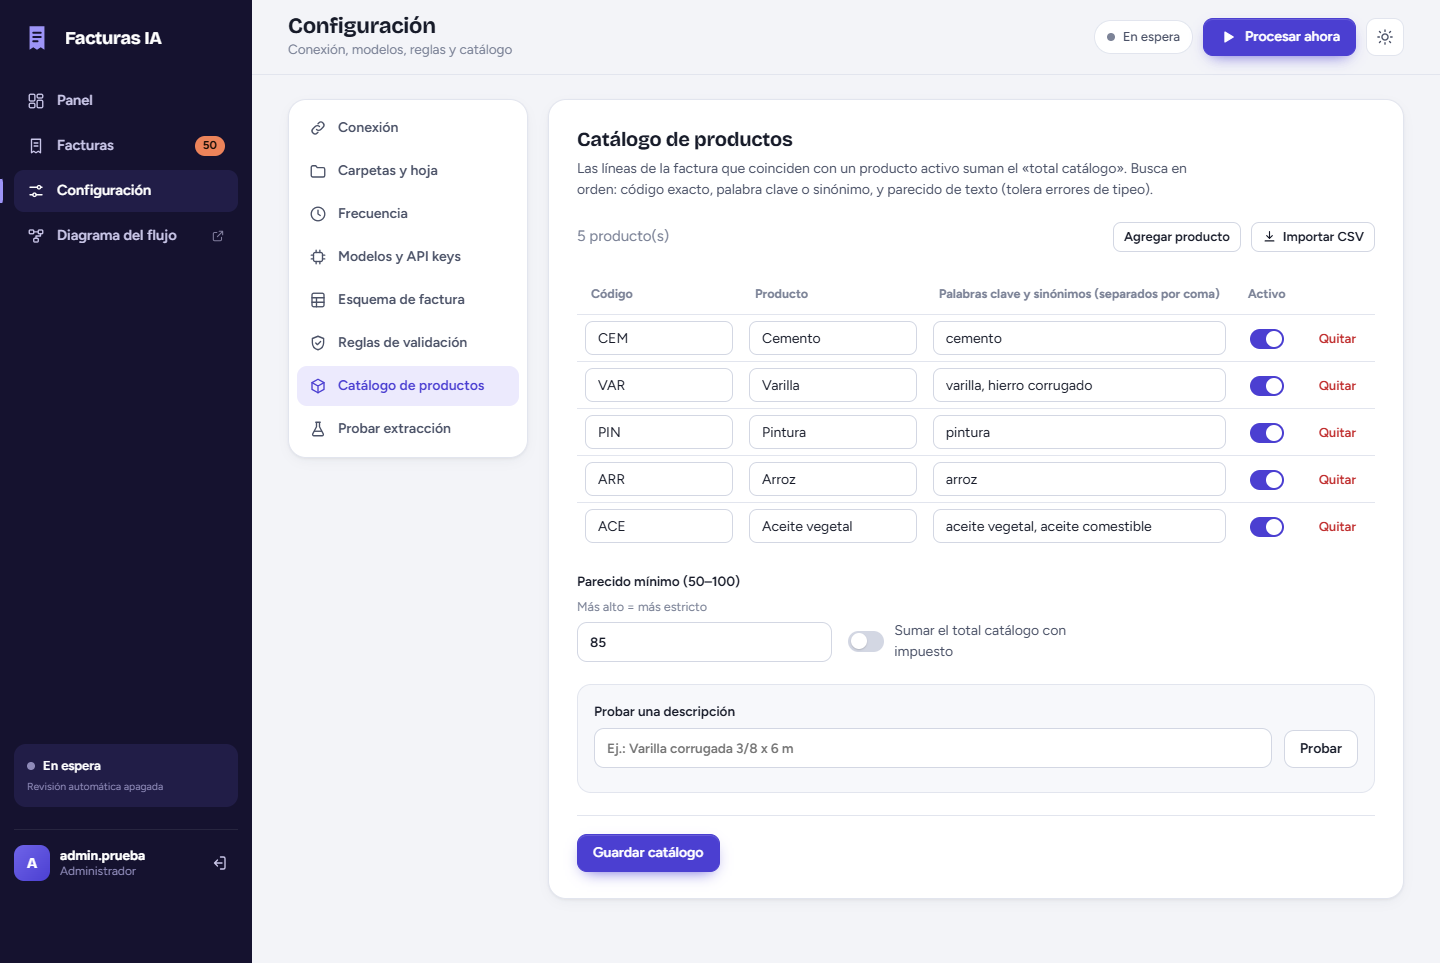 Facturas IA
Panel
Facturas 50
Configuración
Diagrama del flujo
En espera
Revisión automática apagada
A
admin.prueba
Administrador
Configuración
Conexión, modelos, reglas y catálogo
En espera
Procesar ahora
Conexión
Carpetas y hoja
Frecuencia
Modelos y API keys
Esquema de factura
Reglas de validación
Catálogo de productos
Probar extracción
Catálogo de productos
Las líneas de la factura que coinciden con un producto activo suman el «total catálogo». Busca en
orden: código exacto, palabra clave o sinónimo, y parecido de texto (tolera errores de tipeo).
5 producto(s)
Agregar producto
Importar CSV
Código Producto Palabras clave y sinónimos (separados por coma) Activo
CEM Cemento cemento Quitar
VAR Varilla varilla, hierro corrugado Quitar
PIN Pintura pintura Quitar
ARR Arroz arroz Quitar
ACE Aceite vegetal aceite vegetal, aceite comestible Quitar
Parecido mínimo (50–100)
Más alto = más estricto
85
Sumar el total catálogo con
impuesto
Probar una descripción
Ej.: Varilla corrugada 3/8 x 6 m
Probar
Guardar catálogo